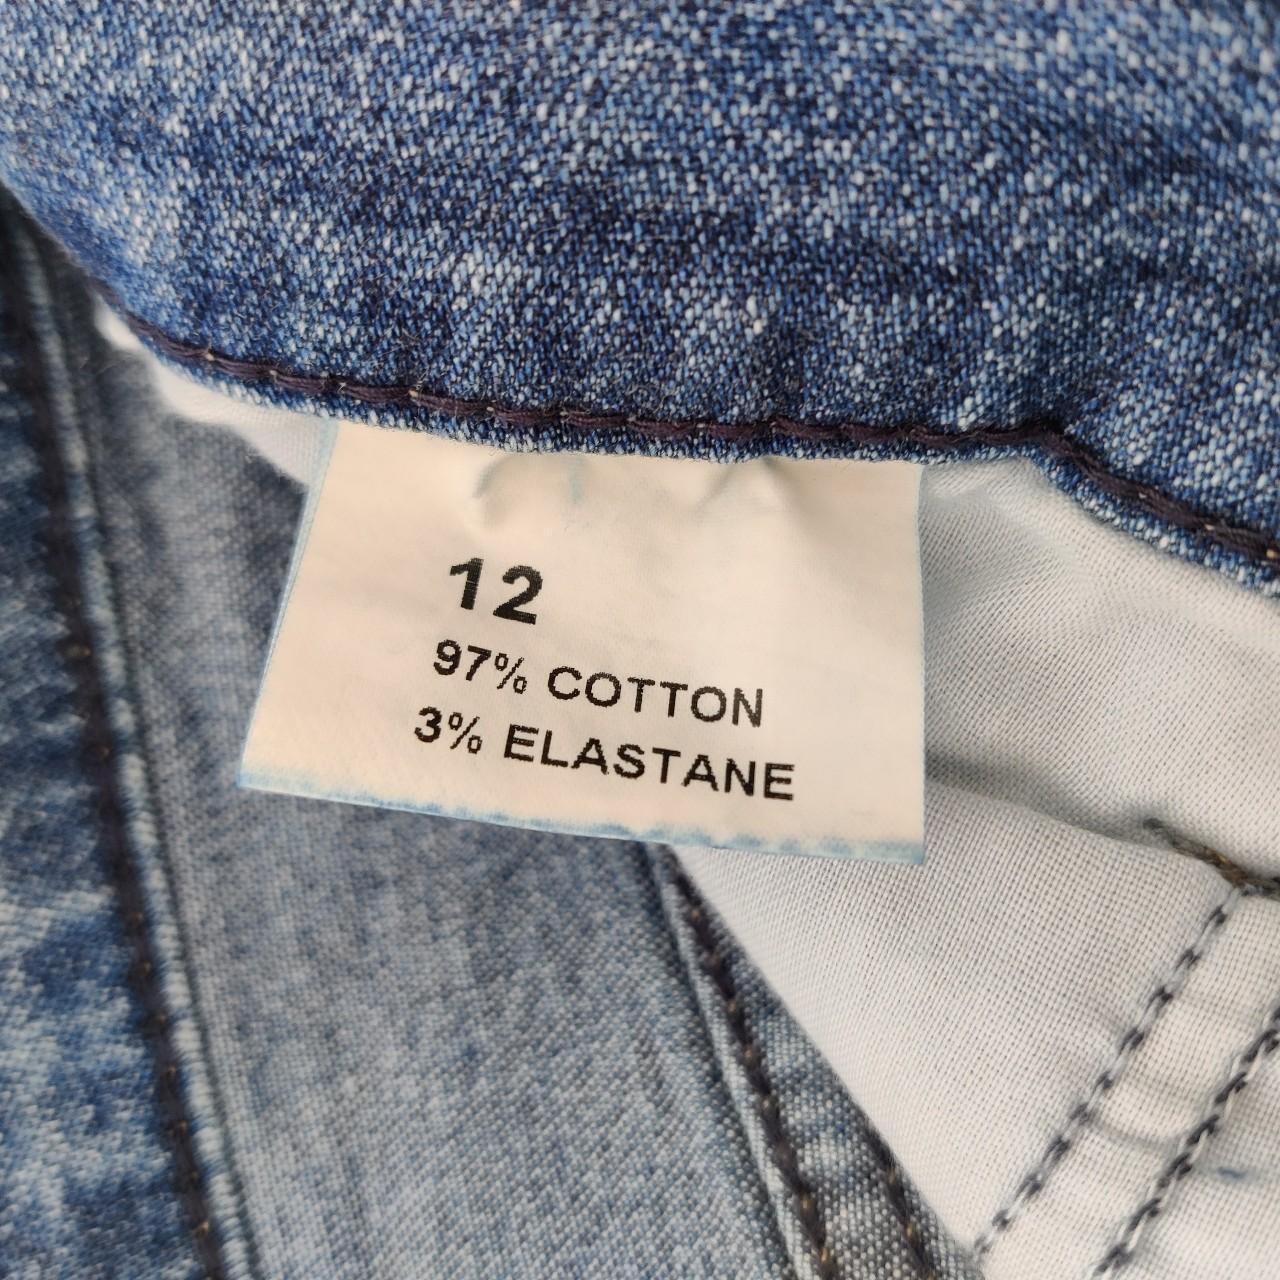 12
97% COTTON
3% ELASTANE